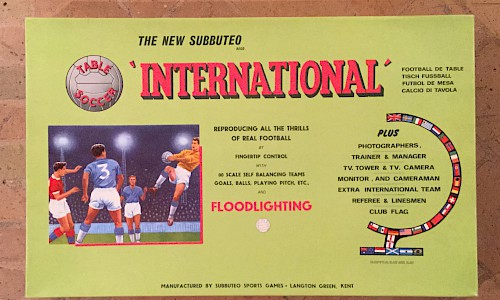 THE NEW SUBBUTEO
'INTERNATIONAL'
TABLE
SOCCER
FOOTBALL DE TABLE
TISCH FUSSBALL
FUTBOL DE MESA
CALCIO DI TAVOLA
REPRODUCING ALL THE THRILLS
OF REAL FOOTBALL
BY
FINGERTIP CONTROL
WITH
60 SCALE SELF BALANCING TEAMS
GOALS, BALLS, PLAYING PITCH, ETC.,
AND
FLOODLIGHTING
3
PLUS
PHOTOGRAPHERS.
TRAINER & MANAGER
T.V. TOWER & T.V. CAMERA
MONITOR. AND CAMERAMAN
EXTRA INTERNATIONAL TEAM
REFEREE & LINESMEN
CLUB FLAG
MANUFACTURED BY SUBBUTEO SPORTS GAMES - LANGTON GREEN, KENT